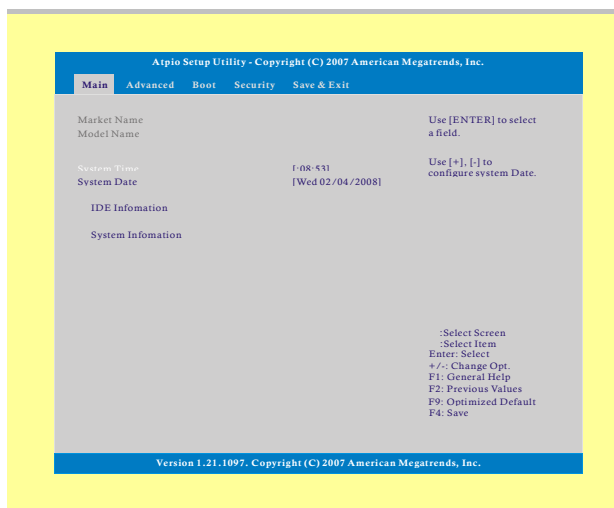 Atpio Setup Utility - Copyright (C) 2007 American Megatrends, Inc.
Main Advanced Boot Security Save & Exit
Market Name
Model Name
System Time [:08:53]
System Date [Wed 02/04/2008]
IDE Infomation
System Infomation
Use [ENTER] to select
a field.
Use [+], [-] to
configure system Date.
:Select Screen
:Select Item
Enter: Select
+/-: Change Opt.
F1: General Help
F2: Previous Values
F9: Optimized Default
F4: Save
Version 1.21.1097. Copyright (C) 2007 American Megatrends, Inc.